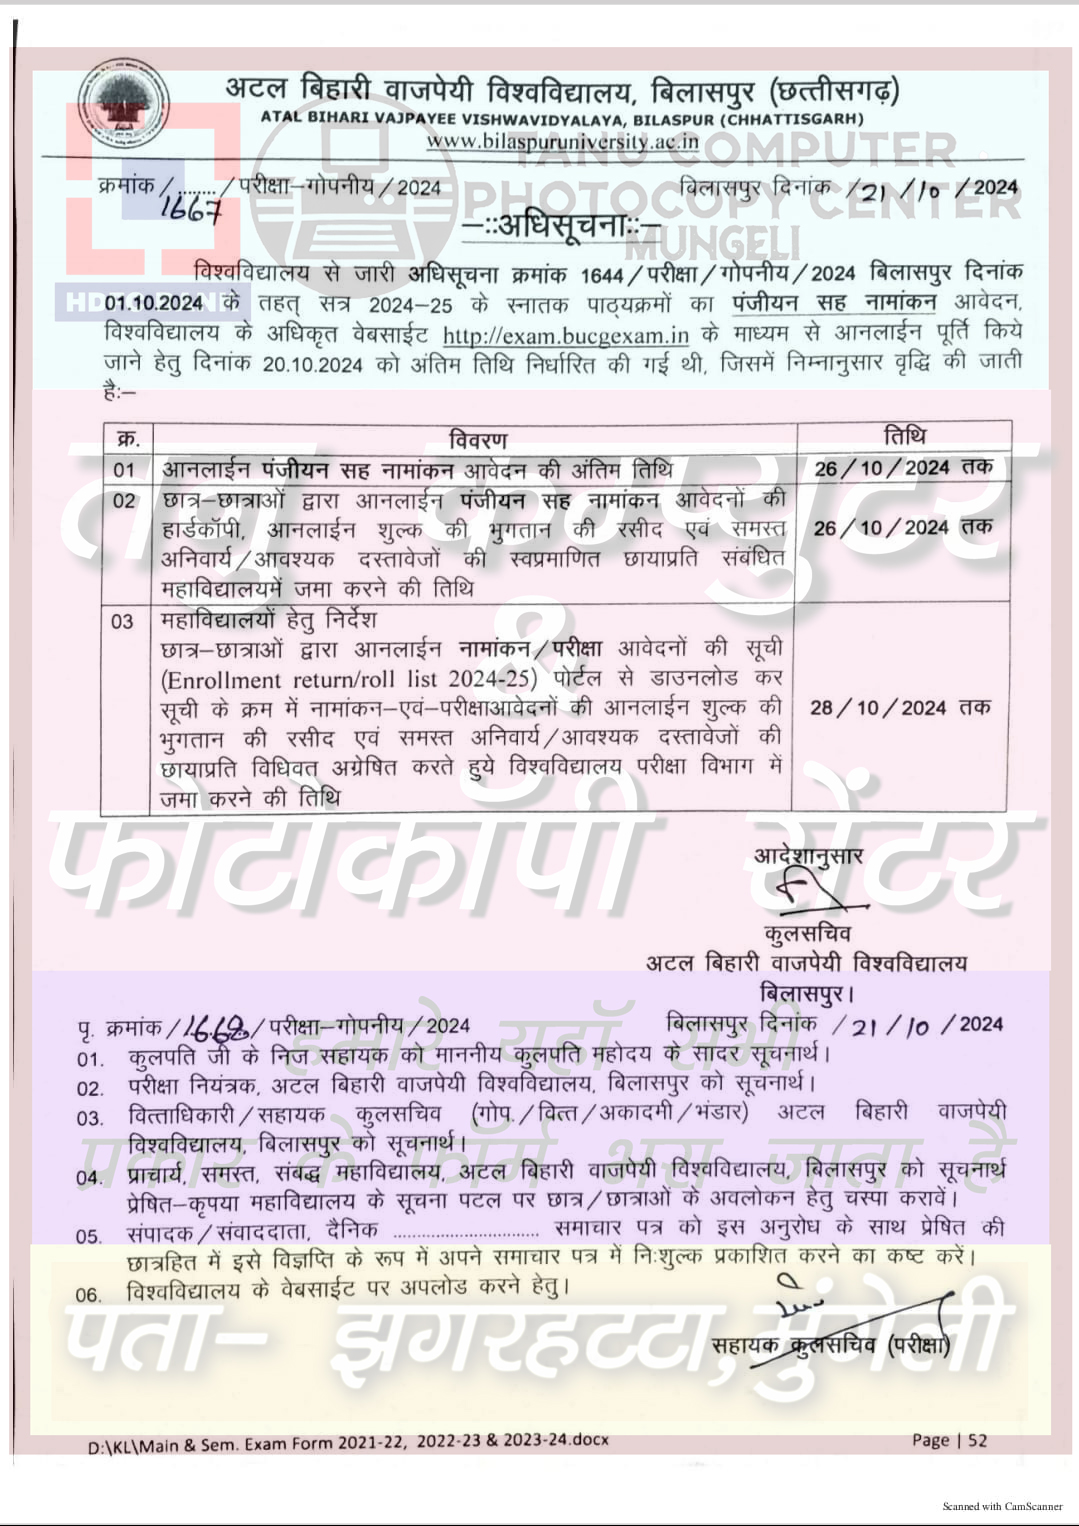 अटल बिहारी वाजपेयी विश्वविद्यालय, बिलासपुर (छत्तीसगढ़)
ATAL BIHARI VAJPAYEE VISHWAVIDYALAYA, BILASPUR (CHHATTISGARH)
www.bilaspuruniversity.ac.in
TANU COMPUTER
PHOTOCOPY CENTER
MUNGELI
HDFC BANK
क्रमांक /1667/ परीक्षा–गोपनीय / 2024 बिलासपुर दिनांक /21/10/2024
–::अधिसूचना::–
विश्वविद्यालय से जारी अधिसूचना क्रमांक 1644/परीक्षा/गोपनीय/2024 बिलासपुर दिनांक
01.10.2024 के तहत् सत्र 2024–25 के स्नातक पाठ्यक्रमों का पंजीयन सह नामांकन आवेदन,
विश्वविद्यालय के अधिकृत वेबसाईट http://exam.bucgexam.in के माध्यम से आनलाईन पूर्ति किये
जाने हेतु दिनांक 20.10.2024 को अंतिम तिथि निर्धारित की गई थी, जिसमें निम्नानुसार वृद्धि की जाती
है:–
क्र. विवरण तिथि
01 आनलाईन पंजीयन सह नामांकन आवेदन की अंतिम तिथि 26/10/2024 तक
02 छात्र–छात्राओं द्वारा आनलाईन पंजीयन सह नामांकन आवेदनों की
हार्डकॉपी, आनलाईन शुल्क की भुगतान की रसीद एवं समस्त 26/10/2024 तक
अनिवार्य/आवश्यक दस्तावेजों की स्वप्रमाणित छायाप्रति संबंधित
महाविद्यालयमें जमा करने की तिथि
03 महाविद्यालयों हेतु निर्देश
छात्र–छात्राओं द्वारा आनलाईन नामांकन/परीक्षा आवेदनों की सूची
(Enrollment return/roll list 2024-25) पोर्टल से डाउनलोड कर
सूची के क्रम में नामांकन–एवं–परीक्षाआवेदनों की आनलाईन शुल्क की 28/10/2024 तक
भुगतान की रसीद एवं समस्त अनिवार्य/आवश्यक दस्तावेजों की
छायाप्रति विधिवत अग्रेषित करते हुये विश्वविद्यालय परीक्षा विभाग में
जमा करने की तिथि
तनु कम्प्युटर
&
फोटोकॉपी सेंटर
आदेशानुसार
कुलसचिव
अटल बिहारी वाजपेयी विश्वविद्यालय
बिलासपुर।
पृ. क्रमांक /1668/ परीक्षा–गोपनीय / 2024 बिलासपुर दिनांक /21/10/2024
हमारे यहाँ सभी
प्रकार के फॉर्म भरा जाता है
01. कुलपति जी के निज सहायक को माननीय कुलपति महोदय के सादर सूचनार्थ।
02. परीक्षा नियंत्रक, अटल बिहारी वाजपेयी विश्वविद्यालय, बिलासपुर को सूचनार्थ।
03. वित्ताधिकारी/सहायक कुलसचिव (गोप./वित्त/अकादमी/भंडार) अटल बिहारी वाजपेयी
विश्वविद्यालय, बिलासपुर को सूचनार्थ।
04. प्राचार्य, समस्त, संबद्ध महाविद्यालय, अटल बिहारी वाजपेयी विश्वविद्यालय, बिलासपुर को सूचनार्थ
प्रेषित–कृपया महाविद्यालय के सूचना पटल पर छात्र/छात्राओं के अवलोकन हेतु चस्पा करावें।
05. संपादक/संवाददाता, दैनिक .............................. समाचार पत्र को इस अनुरोध के साथ प्रेषित की
छात्रहित में इसे विज्ञप्ति के रूप में अपने समाचार पत्र में निःशुल्क प्रकाशित करने का कष्ट करें।
06. विश्वविद्यालय के वेबसाईट पर अपलोड करने हेतु।
पता– झगरहट्टा,मुंगेली
सहायक कुलसचिव (परीक्षा)
D:\KL\Main & Sem. Exam Form 2021-22, 2022-23 & 2023-24.docx Page | 52
Scanned with CamScanner